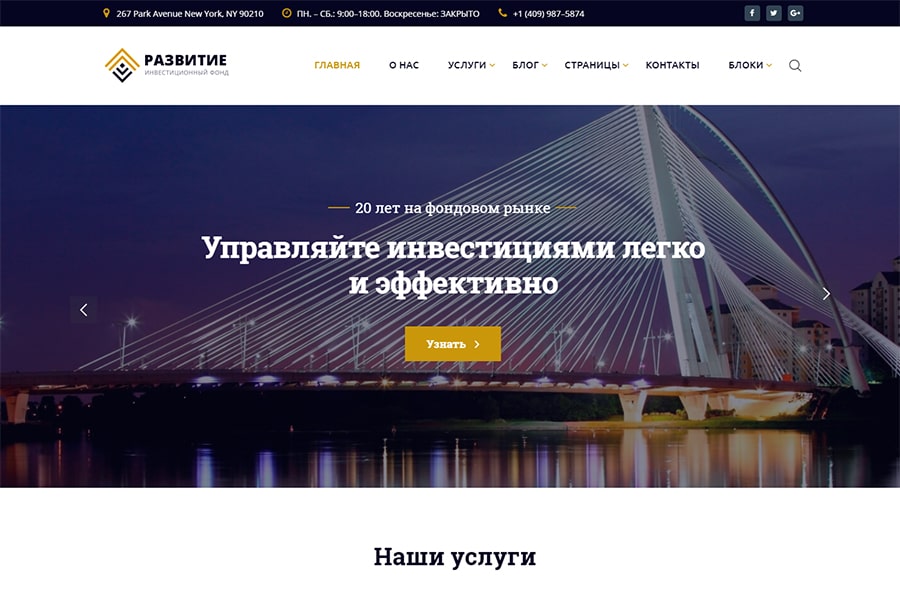 267 Park Avenue New York, NY 90210 ПН. – СБ.: 9:00–18:00. Воскресенье: ЗАКРЫТО +1 (409) 987–5874
РАЗВИТИЕ
ИНВЕСТИЦИОННЫЙ ФОНД
ГЛАВНАЯ О НАС УСЛУГИ БЛОГ СТРАНИЦЫ КОНТАКТЫ БЛОКИ
20 лет на фондовом рынке
Управляйте инвестициями легко
и эффективно
Узнать
Наши услуги